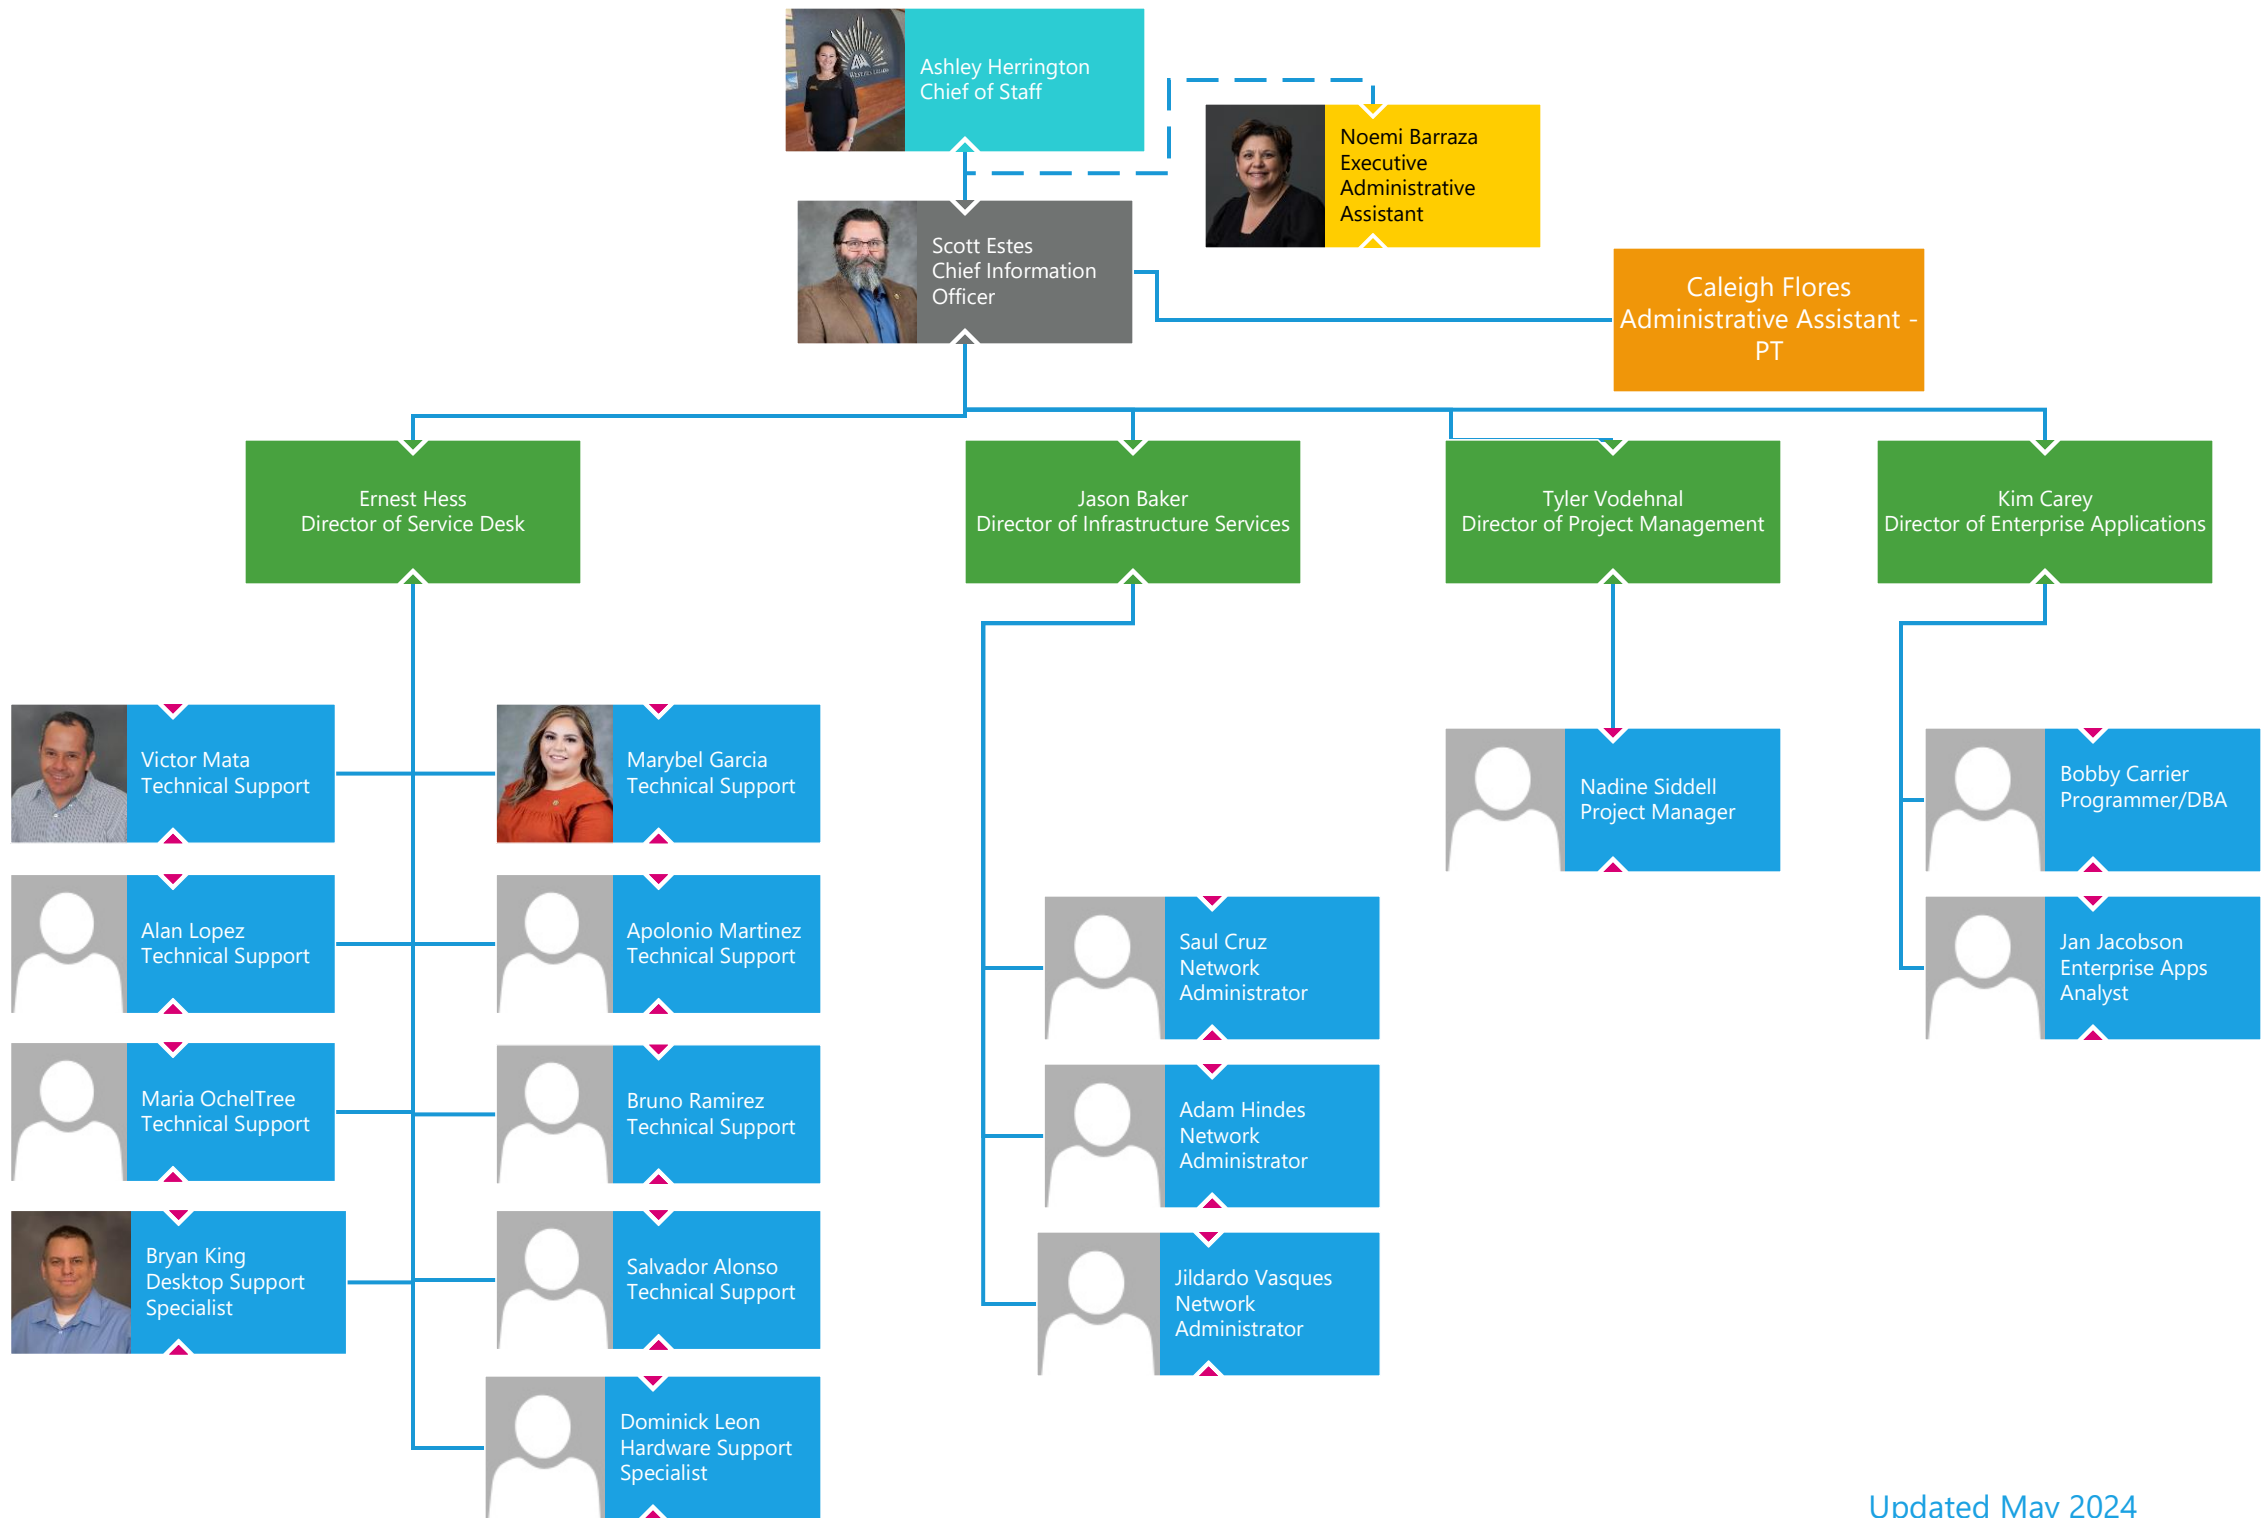 Ashley Herrington
Chief of Staff
Noemi Barraza
Executive
Administrative
Assistant
Scott Estes
Chief Information
Officer
Caleigh Flores
Administrative Assistant -
PT
Ernest Hess
Director of Service Desk
Jason Baker
Director of Infrastructure Services
Tyler Vodehnal
Director of Project Management
Kim Carey
Director of Enterprise Applications
Victor Mata
Technical Support
Marybel Garcia
Technical Support
Alan Lopez
Technical Support
Apolonio Martinez
Technical Support
Maria OchelTree
Technical Support
Bruno Ramirez
Technical Support
Bryan King
Desktop Support
Specialist
Salvador Alonso
Technical Support
Dominick Leon
Hardware Support
Specialist
Saul Cruz
Network
Administrator
Adam Hindes
Network
Administrator
Jildardo Vasques
Network
Administrator
Nadine Siddell
Project Manager
Bobby Carrier
Programmer/DBA
Jan Jacobson
Enterprise Apps
Analyst
Updated May 2024